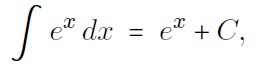 ∫ eˣ dx = eˣ + C,